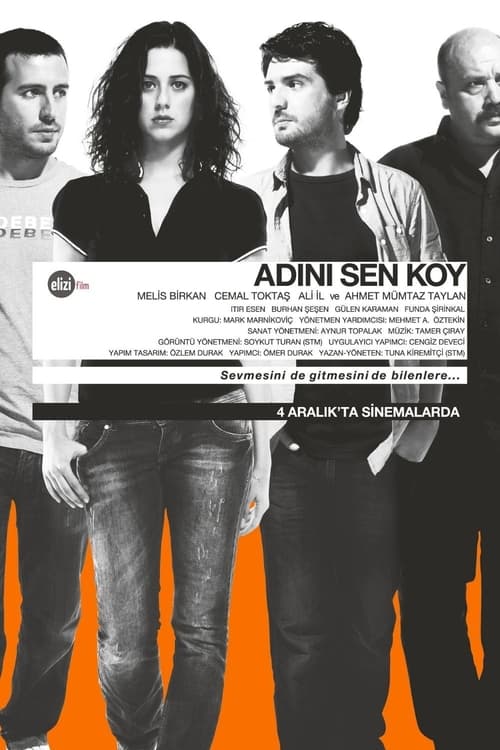 DEBE
DEBE
elizi film
ADINI SEN KOY
MELİS BİRKAN CEMAL TOKTAŞ ALİ İL ve AHMET MÜMTAZ TAYLAN
ITIR ESEN BURHAN ŞEŞEN GÜLEN KARAMAN FUNDA ŞİRİNKAL
KURGU: MARK MARNIKOVIÇ YÖNETMEN YARDIMCISI: MEHMET A. ÖZTEKİN
SANAT YÖNETMENİ: AYNUR TOPALAK MÜZİK: TAMER ÇIRAY
GÖRÜNTÜ YÖNETMENİ: SOYKUT TURAN (STM) UYGULAYICI YAPIMCI: CENGİZ DEVECİ
YAPIM TASARIM: ÖZLEM DURAK YAPIMCI: ÖMER DURAK YAZAN-YÖNETEN: TUNA KİREMİTÇİ (STM)
Sevmesini de gitmesini de bilenlere...
4 ARALIK'TA SİNEMALARDA